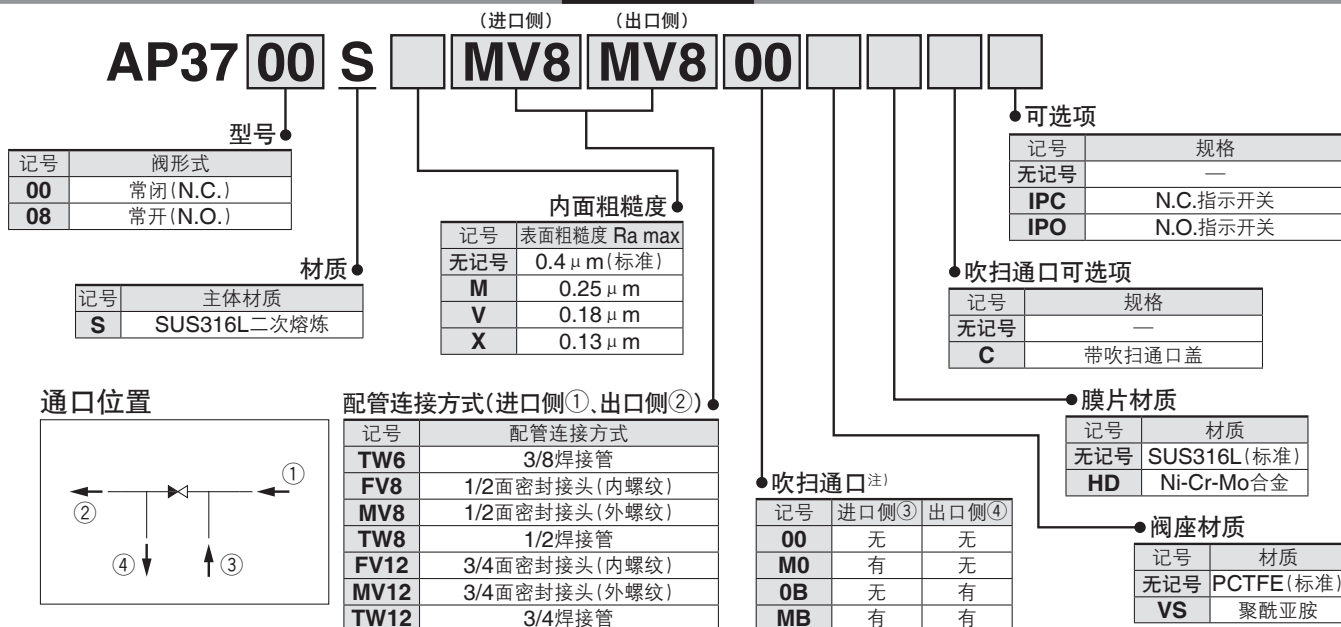 (进口侧) (出口侧)
AP37 00 S MV8 MV8 00
型号
记号 阀形式
00 常闭(N.C.)
08 常开(N.O.)
材质
记号 主体材质
S SUS316L二次熔炼
内面粗糙度
记号 表面粗糙度 Ra max
无记号 0.4μm(标准)
M 0.25μm
V 0.18μm
X 0.13μm
可选项
记号 规格
无记号 —
IPC N.C.指示开关
IPO N.O.指示开关
吹扫通口可选项
记号 规格
无记号 —
C 带吹扫通口盖
膜片材质
记号 材质
无记号 SUS316L(标准)
HD Ni-Cr-Mo合金
阀座材质
记号 材质
无记号 PCTFE(标准)
VS 聚酰亚胺
通口位置
①
②
④ ③
配管连接方式(进口侧①、出口侧②)
记号 配管连接方式
TW6 3/8焊接管
FV8 1/2面密封接头(内螺纹)
MV8 1/2面密封接头(外螺纹)
TW8 1/2焊接管
FV12 3/4面密封接头(内螺纹)
MV12 3/4面密封接头(外螺纹)
TW12 3/4焊接管
吹扫通口注)
记号 进口侧③ 出口侧④
00 无 无
M0 有 无
0B 无 有
MB 有 有